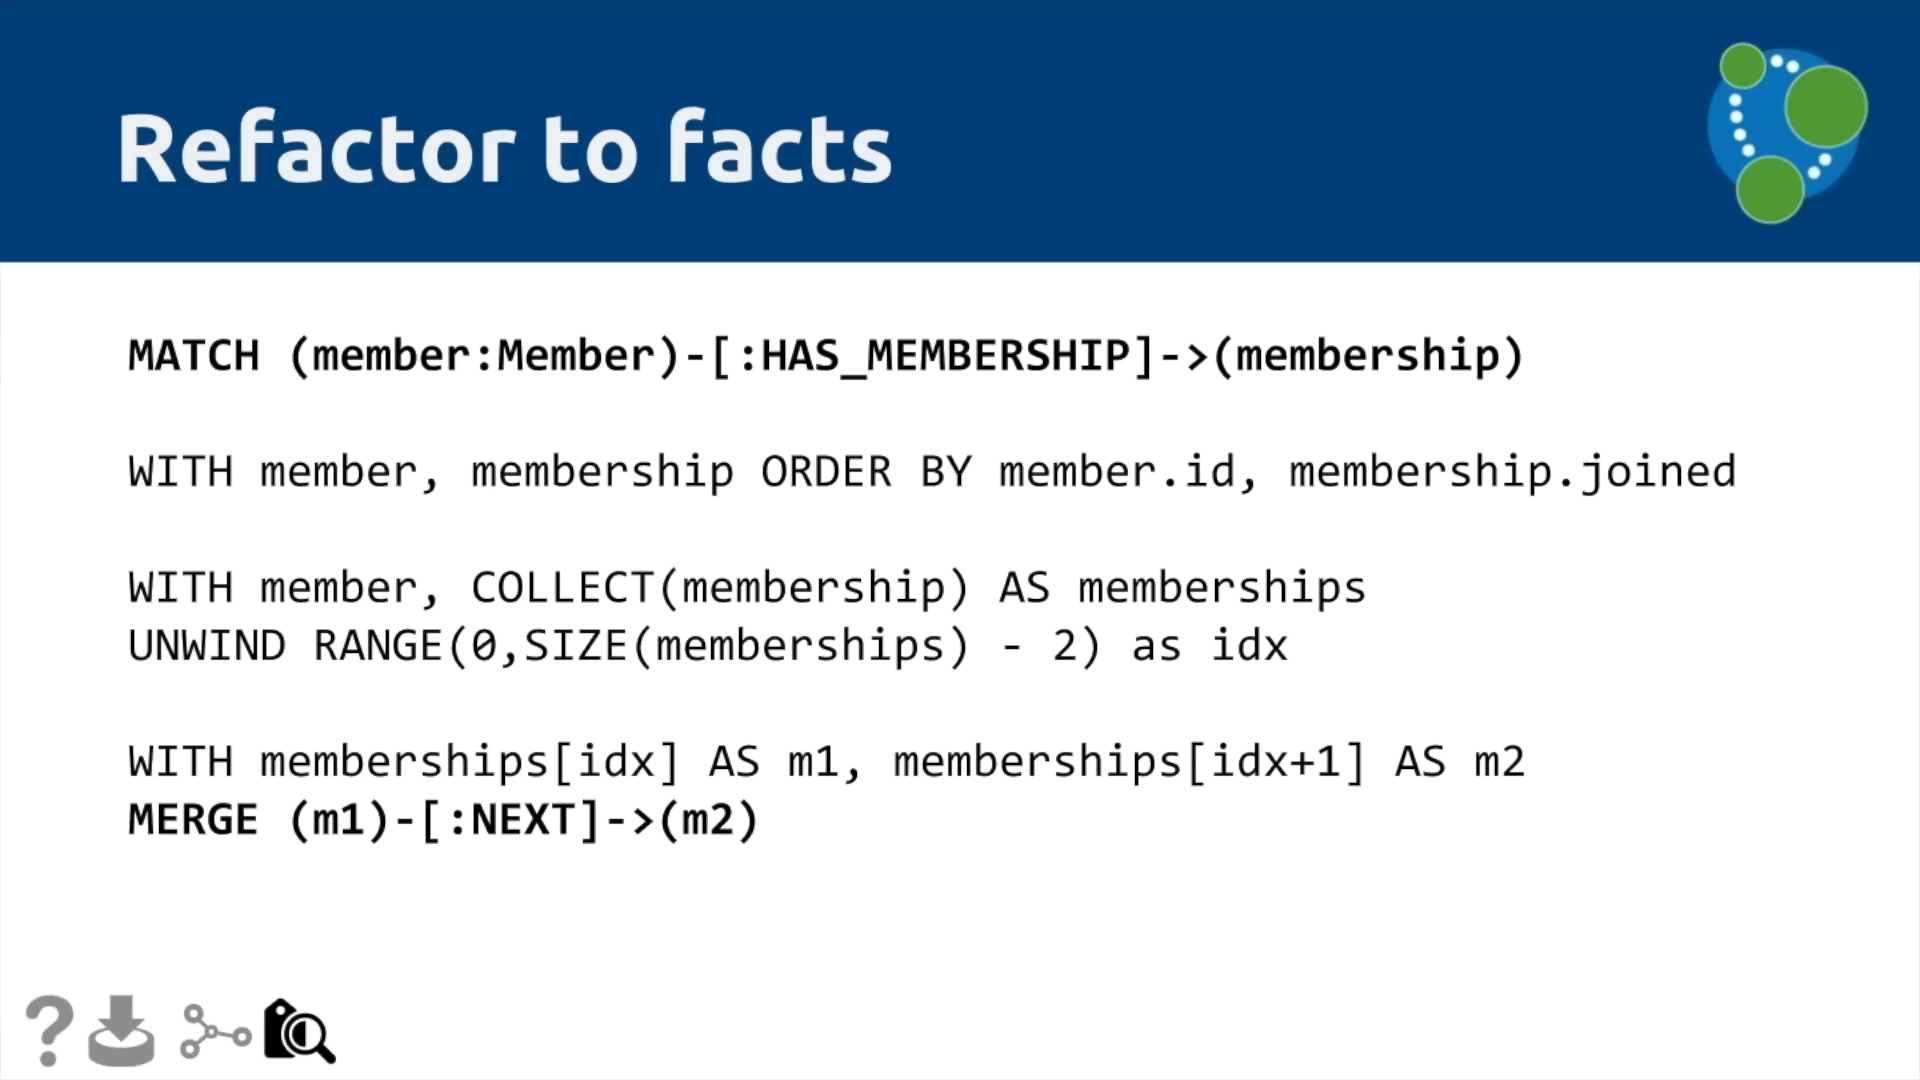 Refactor to facts
MATCH (member:Member)-[:HAS_MEMBERSHIP]->(membership)
WITH member, membership ORDER BY member.id, membership.joined
WITH member, COLLECT(membership) AS memberships
UNWIND RANGE(0,SIZE(memberships) - 2) as idx
WITH memberships[idx] AS m1, memberships[idx+1] AS m2
MERGE (m1)-[:NEXT]->(m2)